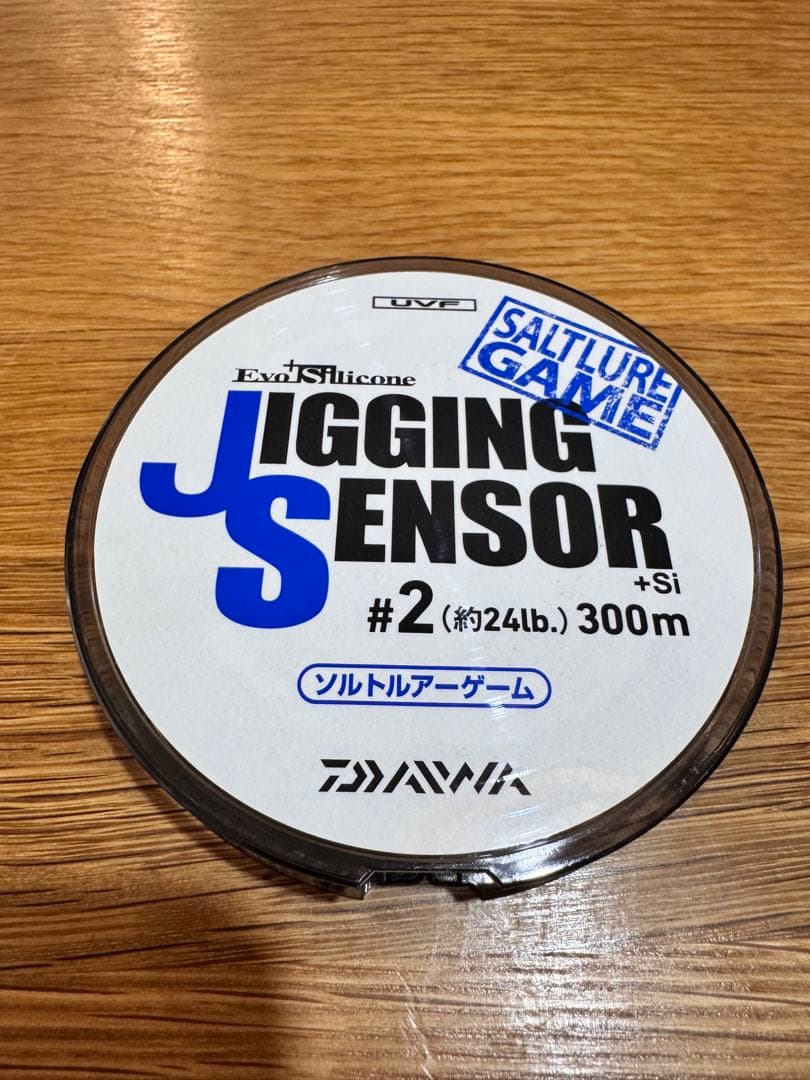 UVF
SALTLURE
GAME
Evo+Silicone
JIGGING
SENSOR
+Si
#2(約24lb.)300m
ソルトルアーゲーム
DAIWA